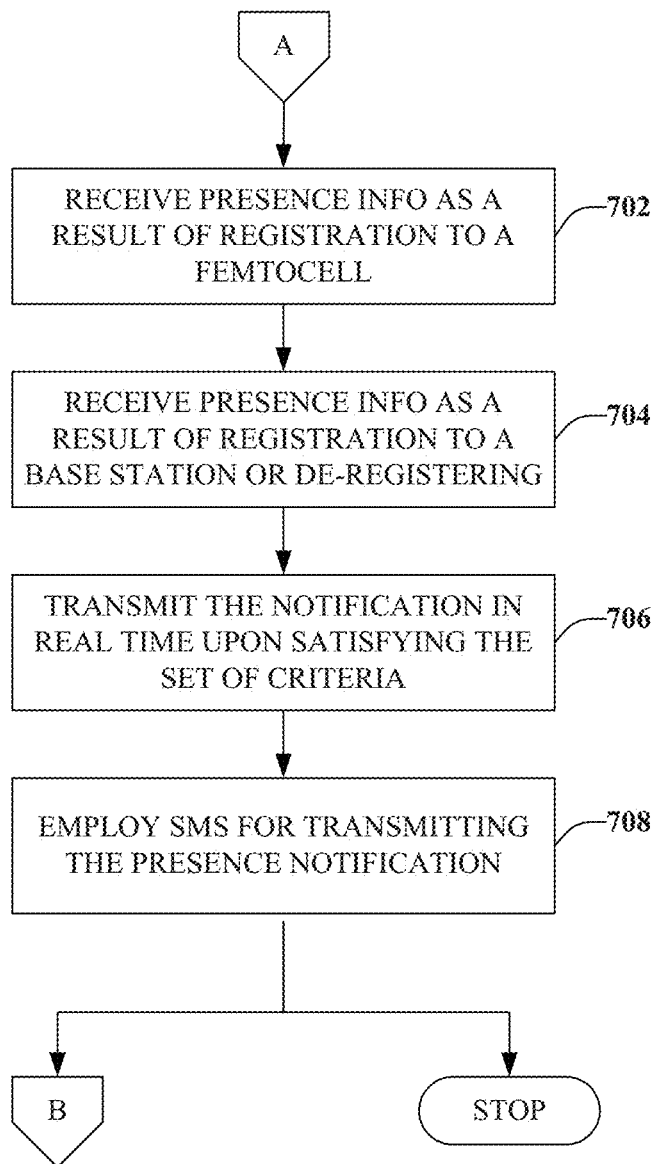 A
RECEIVE PRESENCE INFO AS A
RESULT OF REGISTRATION TO A
FEMTOCELL
702
RECEIVE PRESENCE INFO AS A
RESULT OF REGISTRATION TO A
BASE STATION OR DE-REGISTERING
704
TRANSMIT THE NOTIFICATION IN
REAL TIME UPON SATISFYING THE
SET OF CRITERIA
706
EMPLOY SMS FOR TRANSMITTING
THE PRESENCE NOTIFICATION
708
B
STOP